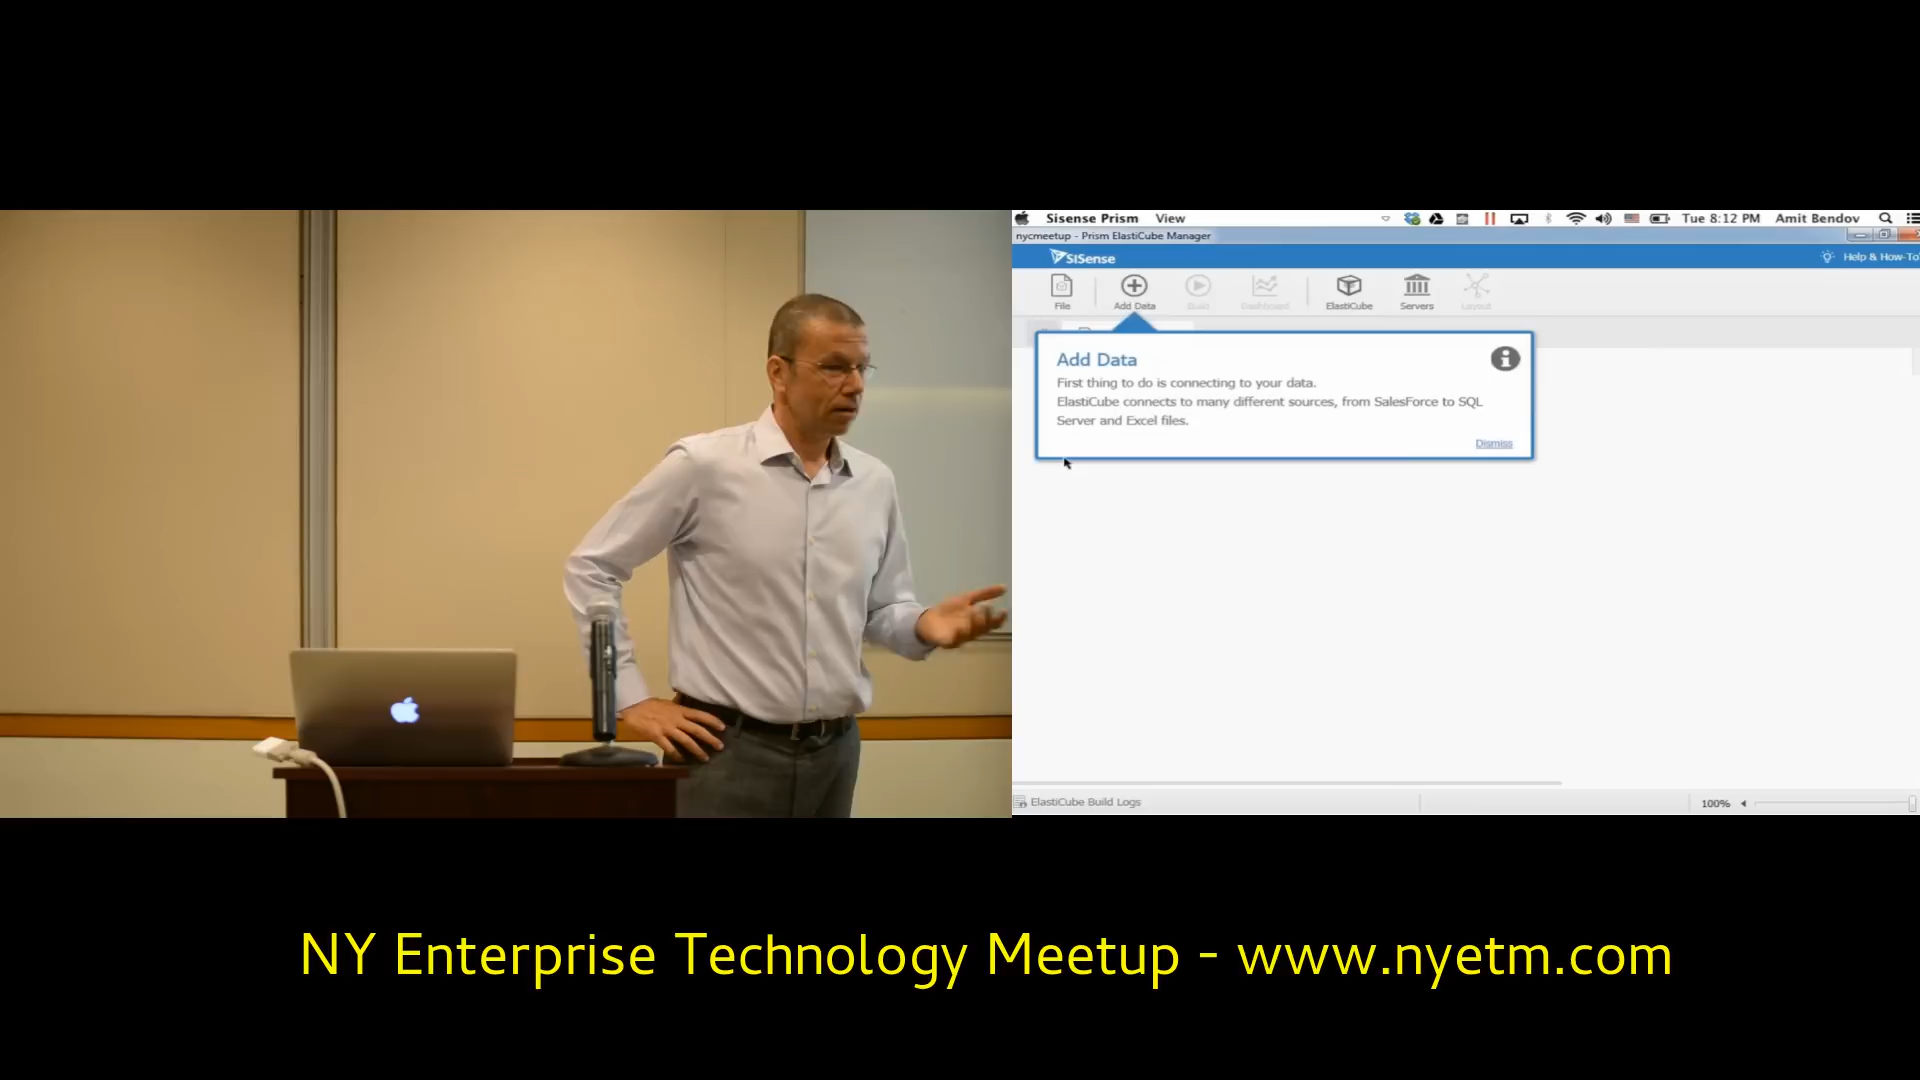 Sisense Prism View Tue 8:12 PM Amit Bendov
nycmeetup - Prism ElastiCube Manager
SiSense Help & How-To
File Add Data Build Dashboard ElastiCube Servers Layout
Add Data
First thing to do is connecting to your data.
ElastiCube connects to many different sources, from SalesForce to SQL
Server and Excel files.
Dismiss
ElastiCube Build Logs 100%
NY Enterprise Technology Meetup - www.nyetm.com